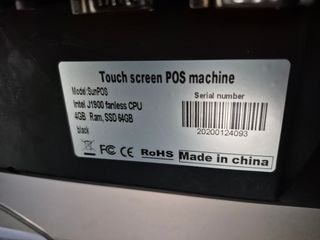 Touch screen POS machine
Model:SunPOS
Intel J1900 fanless CPU
4GB Ram, SSD 64GB
black
Serial number
20200124093
FC CE RoHS Made in china